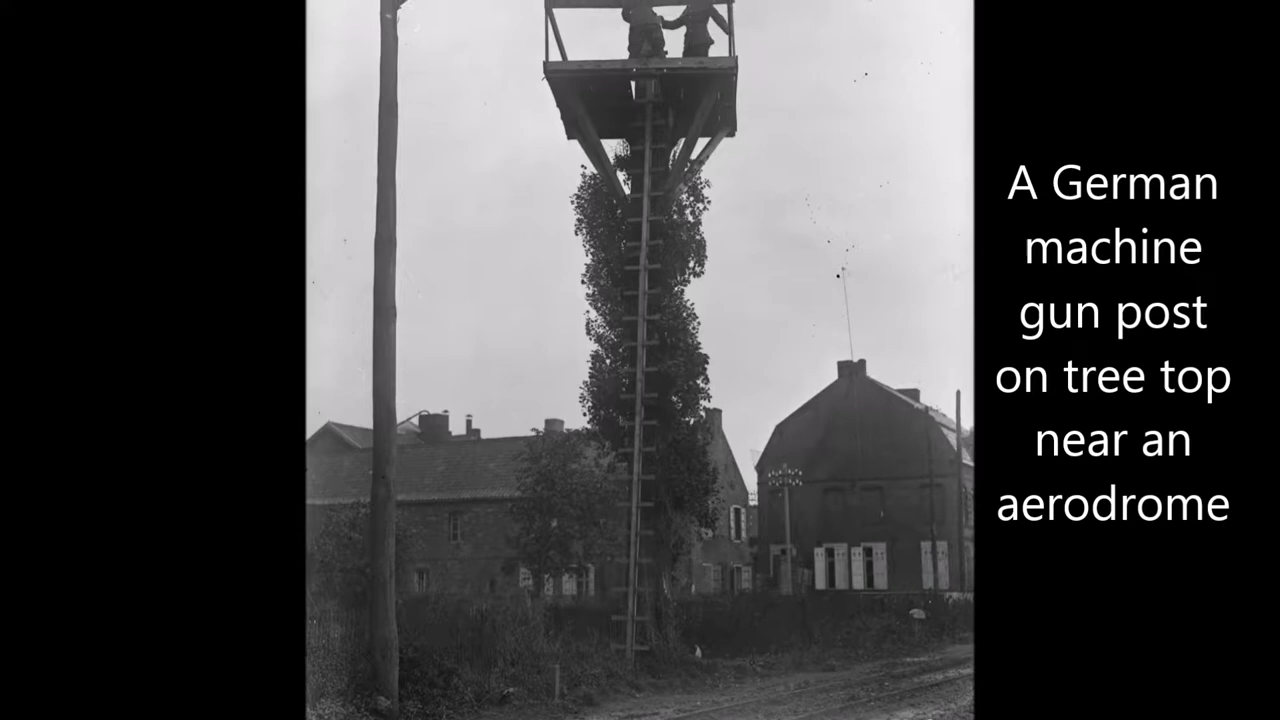 A German
machine
gun post
on tree top
near an
aerodrome